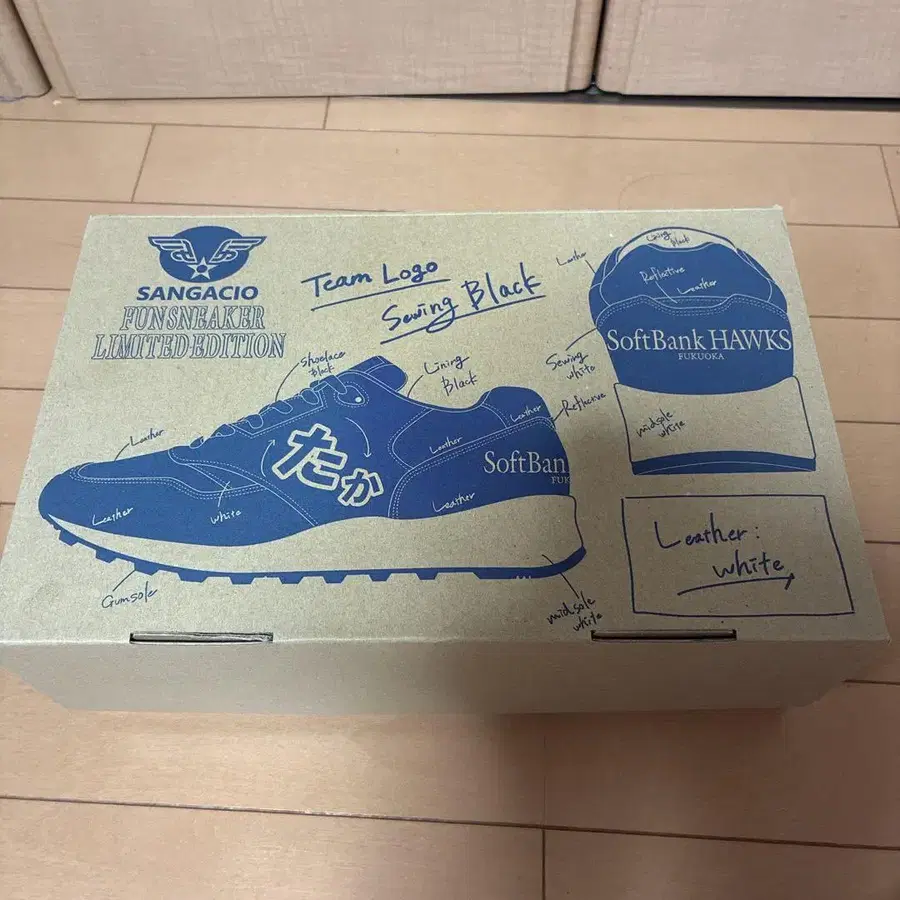 SANGACIO
FUNSNEAKER
LIMITED EDITION
Team Logo
Sewing Black
Shoelace
Black
Lining
Black
Leather
Leather
white
たか
Leather
Leather
Leather
Reflective
SoftBan
FUK
Gumsole
midsole
white
Leather
Lining
Black
Reflective
Leather
SoftBank HAWKS
FUKUOKA
Sewing
white
midsole
white
Leather:
white